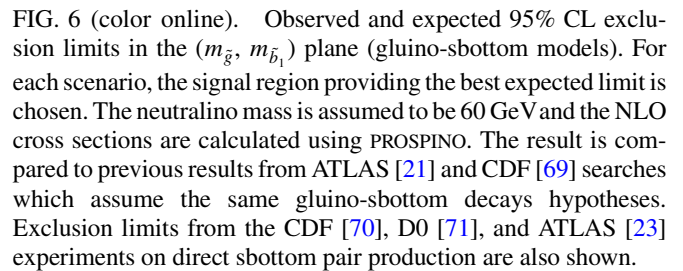 FIG. 6 (color online). Observed and expected 95% CL exclu-
sion limits in the (m_g̃, m_b̃₁) plane (gluino-sbottom models). For
each scenario, the signal region providing the best expected limit is
chosen. The neutralino mass is assumed to be 60 GeVand the NLO
cross sections are calculated using PROSPINO. The result is com-
pared to previous results from ATLAS [21] and CDF [69] searches
which assume the same gluino-sbottom decays hypotheses.
Exclusion limits from the CDF [70], D0 [71], and ATLAS [23]
experiments on direct sbottom pair production are also shown.